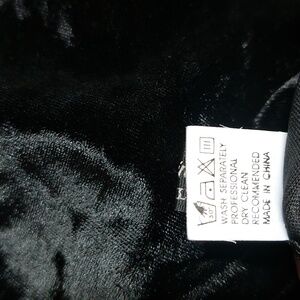 WASH SEPARATELY
PROFESSIONAL
DRY CLEAN
RECOMMENDED
MADE IN CHINA